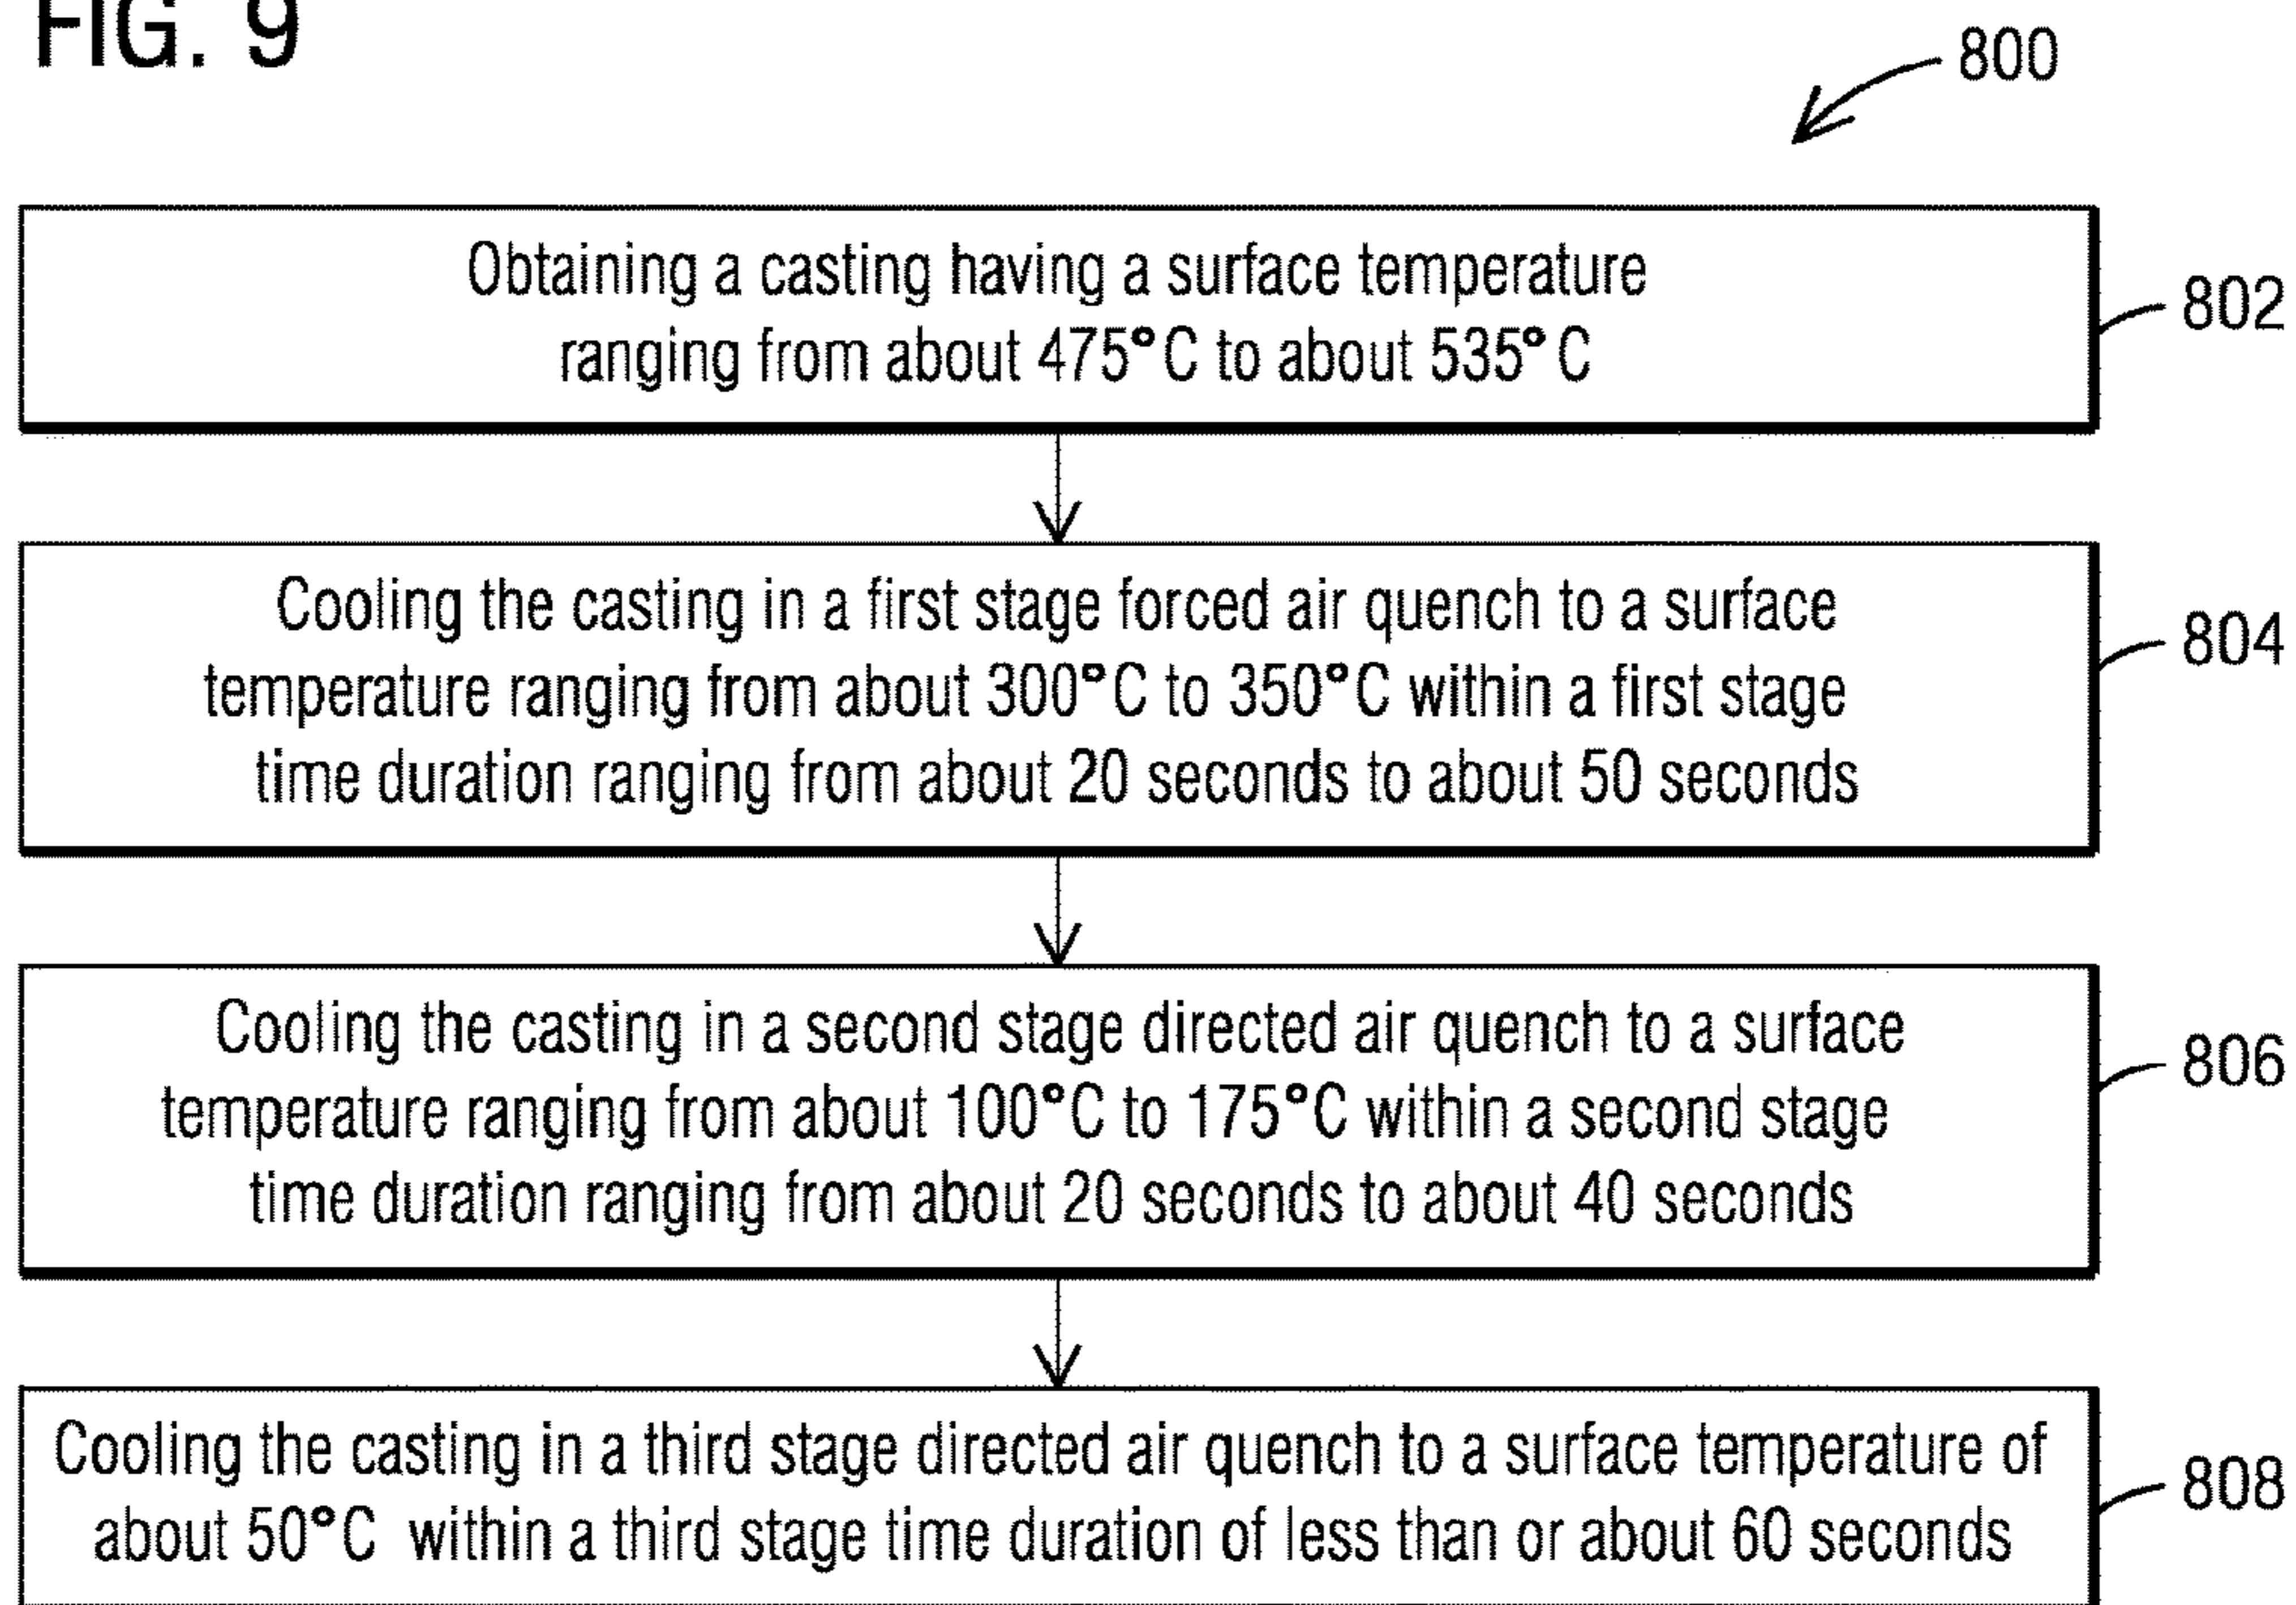 FIG. 9
800
Obtaining a casting having a surface temperature
ranging from about 475°C to about 535°C
802
Cooling the casting in a first stage forced air quench to a surface
temperature ranging from about 300°C to 350°C within a first stage
time duration ranging from about 20 seconds to about 50 seconds
804
Cooling the casting in a second stage directed air quench to a surface
temperature ranging from about 100°C to 175°C within a second stage
time duration ranging from about 20 seconds to about 40 seconds
806
Cooling the casting in a third stage directed air quench to a surface temperature of
about 50°C within a third stage time duration of less than or about 60 seconds
808